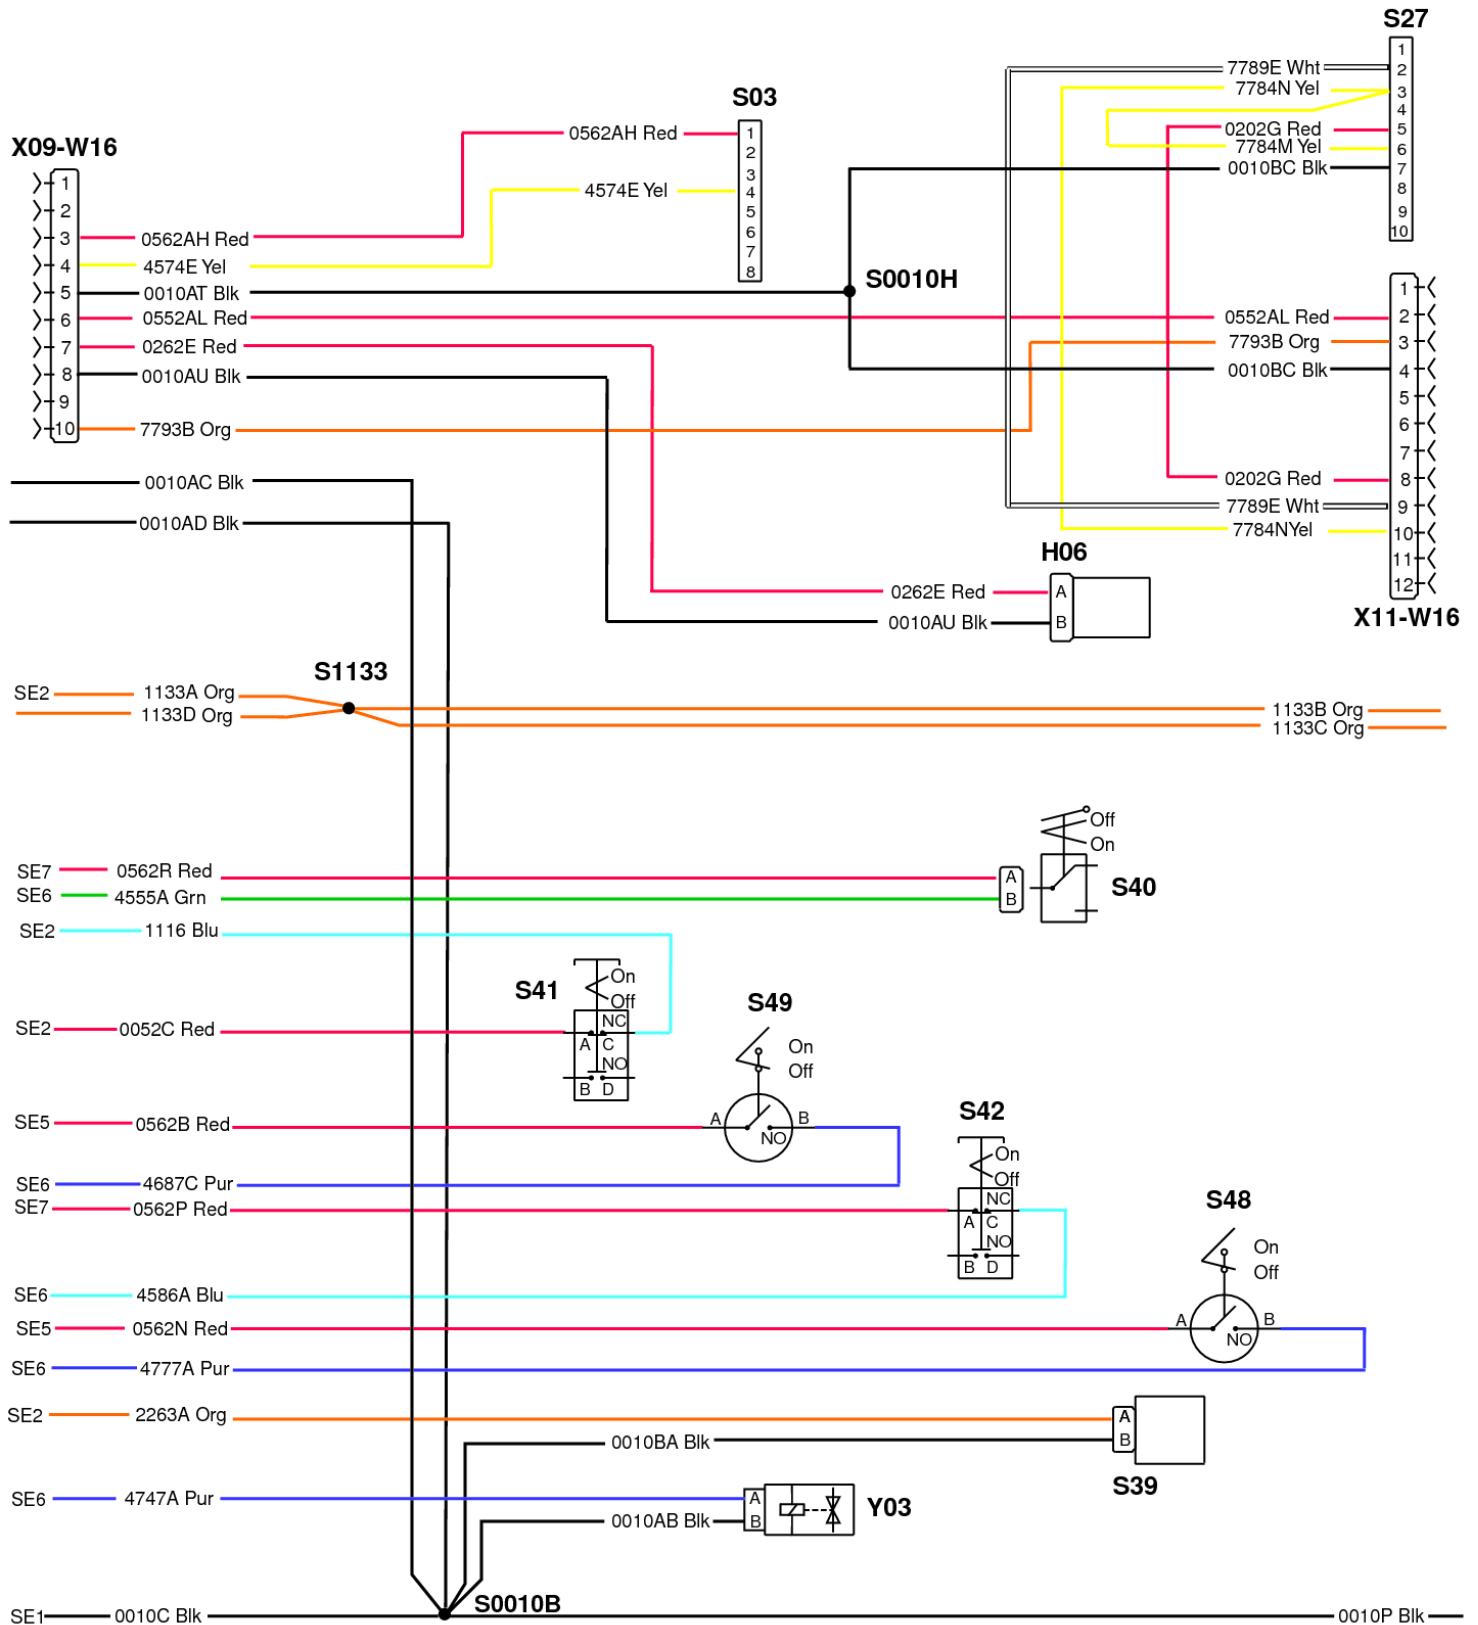 S27
1
7789E Wht 2
7784N Yel 3
4
0202G Red 5
7784M Yel 6
0010BC Blk 7
8
9
10
S03
0562AH Red 1
2
3
4574E Yel 4
5
6
7
8
X09-W16
1
2
3 0562AH Red
4 4574E Yel
5 0010AT Blk
6 0552AL Red
7 0262E Red
8 0010AU Blk
9
10 7793B Org
S0010H
1
0552AL Red 2
7793B Org 3
0010BC Blk 4
5
6
7
0202G Red 8
7789E Wht 9
7784NYel 10
11
12
X11-W16
0010AC Blk
0010AD Blk
H06
0262E Red A
0010AU Blk B
S1133
SE2 1133A Org
1133D Org
1133B Org
1133C Org
Off
On
SE7 0562R Red A
SE6 4555A Grn B
S40
SE2 1116 Blu
S41
On
Off
SE2 0052C Red
NC
A C
NO
B D
S49
On
Off
SE5 0562B Red A B
NO
SE6 4687C Pur
S42
On
Off
SE7 0562P Red
NC
A C
NO
B D
S48
On
Off
SE6 4586A Blu
SE5 0562N Red A B
NO
SE6 4777A Pur
SE2 2263A Org A
0010BA Blk B
S39
SE6 4747A Pur A
0010AB Blk B
Y03
S0010B
SE1 0010C Blk 0010P Blk